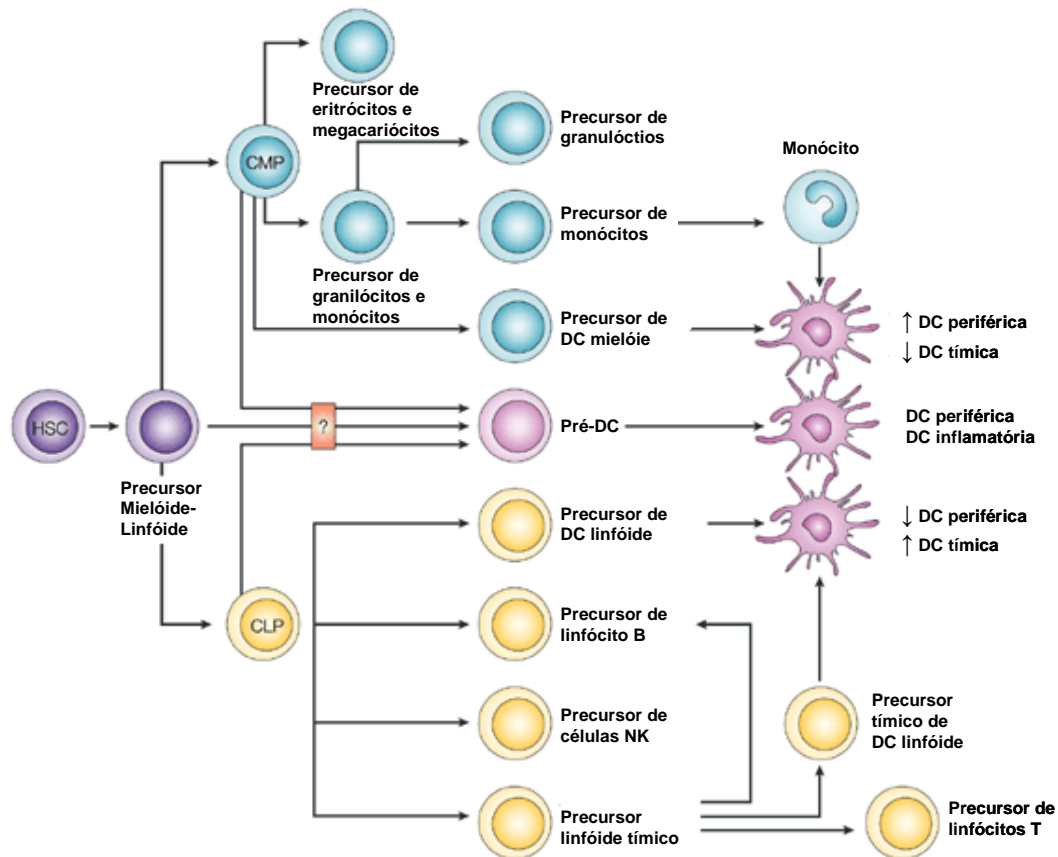 Precursor de
eritrócitos e
megacariócitos
CMP
Precursor de
granulóctios
Monócito
Precursor de
monócitos
Precursor de
granilócitos e
monócitos
Precursor de
DC mielóie
↑ DC periférica
↓ DC tímica
HSC
?
Pré-DC
DC periférica
DC inflamatória
Precursor
Mielóide-
Linfóide
Precursor de
DC linfóide
↓ DC periférica
↑ DC tímica
CLP
Precursor de
linfócito B
Precursor de
células NK
Precursor
tímico de
DC linfóide
Precursor
linfóide tímico
Precursor de
linfócitos T